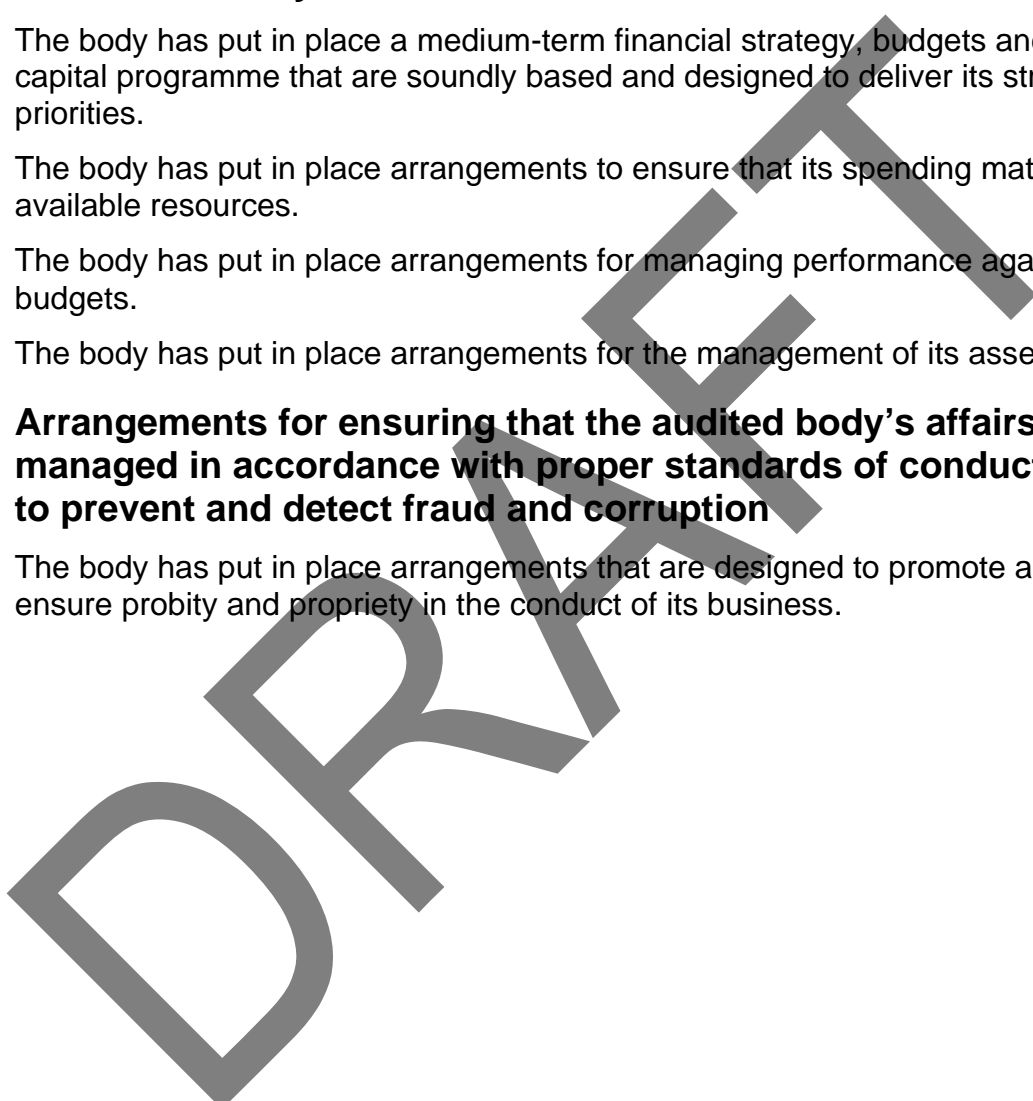 The body has put in place a medium-term financial strategy, budgets and
capital programme that are soundly based and designed to deliver its
priorities.
The body has put in place arrangements to ensure that its spending
available resources.
The body has put in place arrangements for managing performance
budgets.
The body has put in place arrangements for the management of its
Arrangements for ensuring that the audited body’s affairs
managed in accordance with proper standards of conduct
to prevent and detect fraud and corruption
The body has put in place arrangements that are designed to promote
ensure probity and propriety in the conduct of its business.
DRAFT